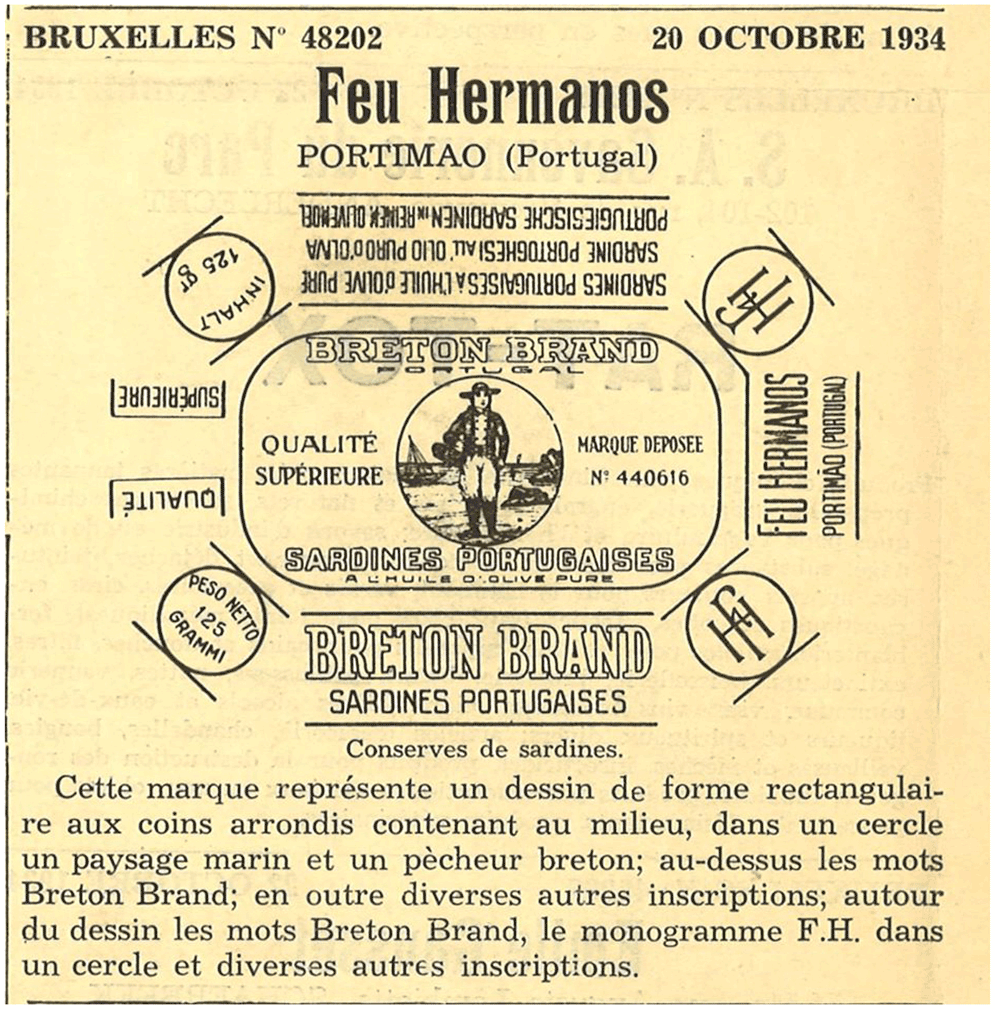 BRUXELLES N° 48202 20 OCTOBRE 1934
Feu Hermanos
PORTIMAO (Portugal)
PORTUGIESISCHE SARDINEN IN REINEM OLIVENOEL
SARDINE PORTOGHESI ALL' OLIO PURO D'OLIVA
SARDINES PORTUGAISES A L'HUILE D'OLIVE PURE
INHALT
125 gr
FH
SUPÉRIEURE
QUALITÉ
BRETON BRAND
PORTUGAL
QUALITÉ
SUPÉRIEURE
MARQUE DEPOSEE
N° 440616
SARDINES PORTUGAISES
A L'HUILE D'OLIVE PURE
FEU HERMANOS
PORTIMÃO (PORTUGAL)
PESO NETTO
125
GRAMMI
FH
BRETON BRAND
SARDINES PORTUGAISES
Conserves de sardines.
Cette marque représente un dessin de forme rectangulai-
re aux coins arrondis contenant au milieu, dans un cercle
un paysage marin et un pècheur breton; au-dessus les mots
Breton Brand; en outre diverses autres inscriptions; autour
du dessin les mots Breton Brand, le monogramme F.H. dans
un cercle et diverses autres inscriptions.